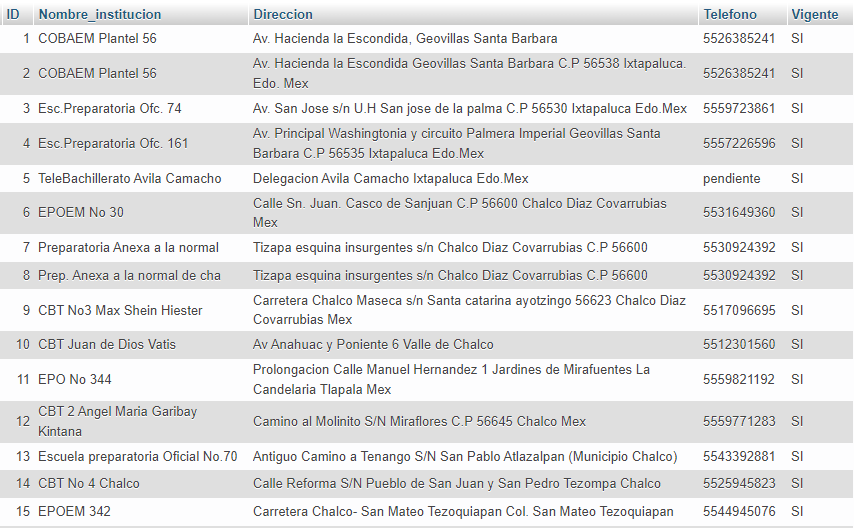 ID Nombre_institucion Direccion Telefono Vigente
1 COBAEM Plantel 56 Av. Hacienda la Escondida, Geovillas Santa Barbara 5526385241 SI
2 COBAEM Plantel 56 Av. Hacienda la Escondida Geovillas Santa Barbara C.P 56538 Ixtapaluca. 5526385241 SI
Edo. Mex
3 Esc.Preparatoria Ofc. 74 Av. San Jose s/n U.H San jose de la palma C.P 56530 Ixtapaluca Edo.Mex 5559723861 SI
4 Esc.Preparatoria Ofc. 161 Av. Principal Washingtonia y circuito Palmera Imperial Geovillas Santa 5557226596 SI
Barbara C.P 56535 Ixtapaluca Edo.Mex
5 TeleBachillerato Avila Camacho Delegacion Avila Camacho Ixtapaluca Edo.Mex pendiente SI
6 EPOEM No 30 Calle Sn. Juan. Casco de Sanjuan C.P 56600 Chalco Diaz Covarrubias 5531649360 SI
Mex
7 Preparatoria Anexa a la normal Tizapa esquina insurgentes s/n Chalco Diaz Covarrubias C.P 56600 5530924392 SI
8 Prep. Anexa a la normal de cha Tizapa esquina insurgentes s/n Chalco Diaz Covarrubias C.P 56600 5530924392 SI
9 CBT No3 Max Shein Hiester Carretera Chalco Maseca s/n Santa catarina ayotzingo 56623 Chalco Diaz 5517096695 SI
Covarrubias Mex
10 CBT Juan de Dios Vatis Av Anahuac y Poniente 6 Valle de Chalco 5512301560 SI
11 EPO No 344 Prolongacion Calle Manuel Hernandez 1 Jardines de Mirafuentes La 5559821192 SI
Candelaria Tlapala Mex
12 CBT 2 Angel Maria Garibay Camino al Molinito S/N Miraflores C.P 56645 Chalco Mex 5559771283 SI
Kintana
13 Escuela preparatoria Oficial No.70 Antiguo Camino a Tenango S/N San Pablo Atlazalpan (Municipio Chalco) 5543392881 SI
14 CBT No 4 Chalco Calle Reforma S/N Pueblo de San Juan y San Pedro Tezompa Chalco 5525945823 SI
15 EPOEM 342 Carretera Chalco- San Mateo Tezoquiapan Col. San Mateo Tezoquiapan 5544945076 SI